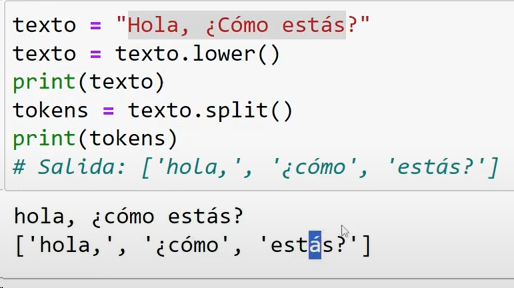 texto = "Hola, ¿Cómo estás?"
texto = texto.lower()
print(texto)
tokens = texto.split()
print(tokens)
# Salida: ['hola,', '¿cómo', 'estás?']
hola, ¿cómo estás?
['hola,', '¿cómo', 'estás?']